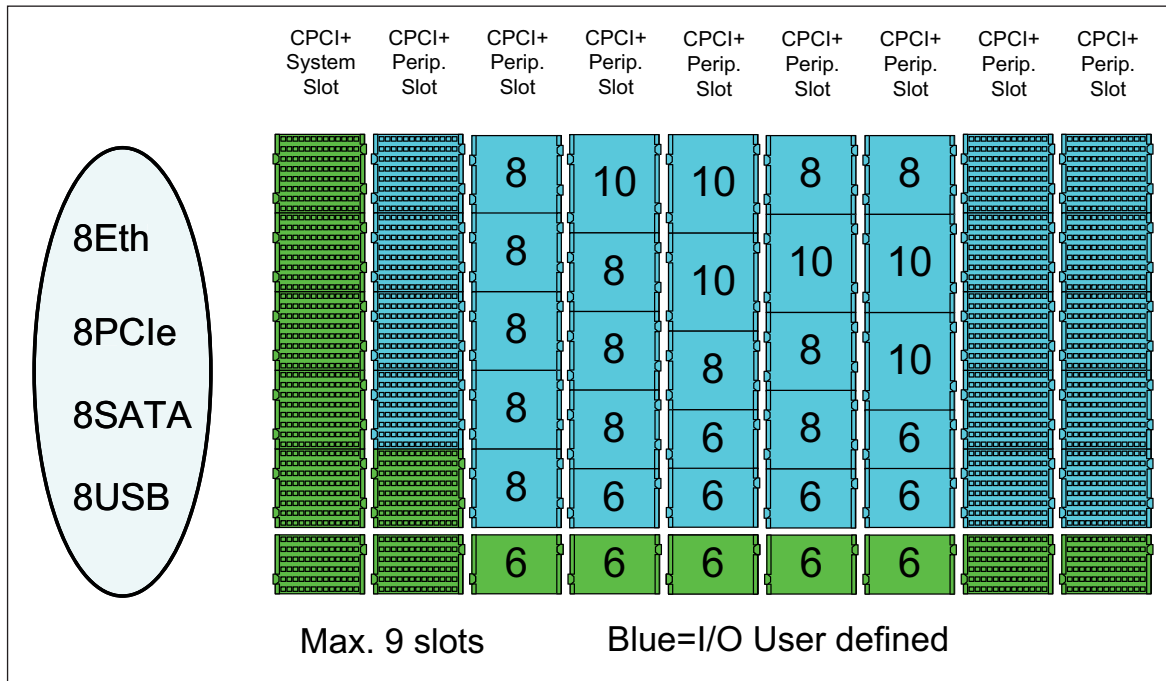 CPCI+ CPCI+ CPCI+ CPCI+ CPCI+ CPCI+ CPCI+ CPCI+ CPCI+
System Perip. Perip. Perip. Perip. Perip. Perip. Perip. Perip.
Slot Slot Slot Slot Slot Slot Slot Slot Slot
8Eth
8PCIe
8SATA
8USB
8 10 10 8 8
8 8 10 10 10
8 8 8 8 10
8 8 6 8 6
8 6 6 6 6
6 6 6 6 6
Max. 9 slots Blue=I/O User defined